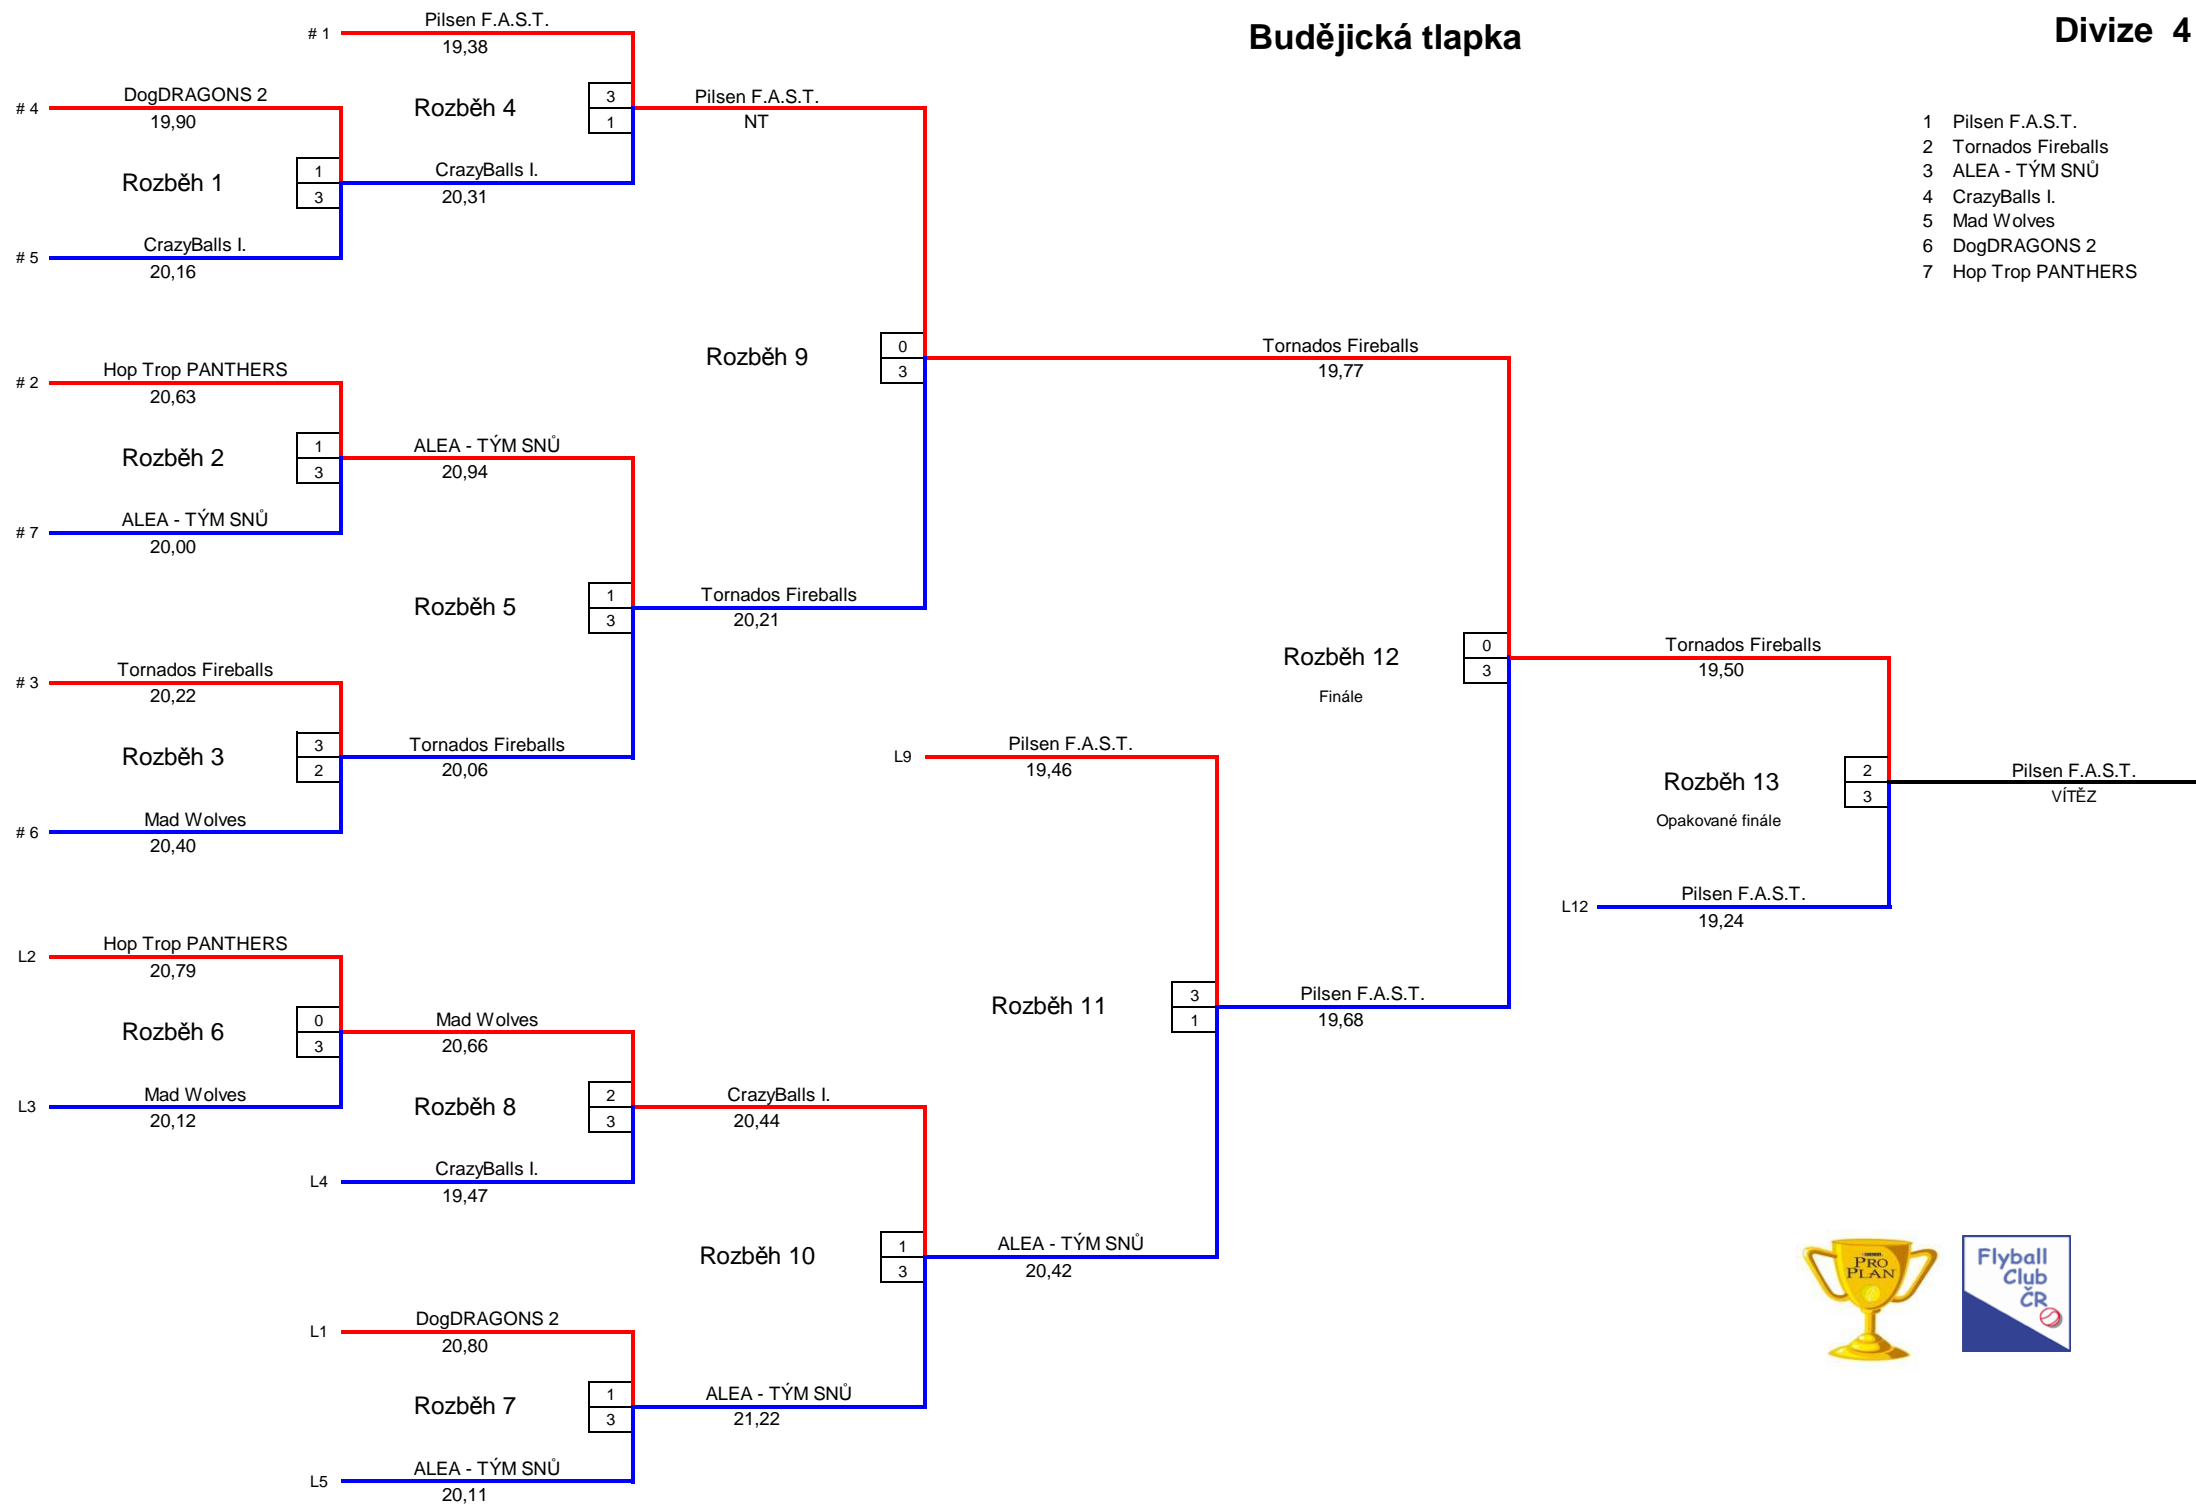 Budějická tlapka
Divize 4
1 Pilsen F.A.S.T.
2 Tornados Fireballs
3 ALEA - TÝM SNŮ
4 CrazyBalls I.
5 Mad Wolves
6 DogDRAGONS 2
7 Hop Trop PANTHERS
# 1
Pilsen F.A.S.T.
19,38
# 4
DogDRAGONS 2
19,90
Rozběh 4
3
1
Pilsen F.A.S.T.
NT
Rozběh 1
1
3
CrazyBalls I.
20,31
# 5
CrazyBalls I.
20,16
Rozběh 9
0
3
Tornados Fireballs
19,77
# 2
Hop Trop PANTHERS
20,63
Rozběh 2
1
3
ALEA - TÝM SNŮ
20,94
# 7
ALEA - TÝM SNŮ
20,00
Rozběh 5
1
3
Tornados Fireballs
20,21
# 3
Tornados Fireballs
20,22
Rozběh 12
Finále
0
3
Tornados Fireballs
19,50
Rozběh 3
3
2
Tornados Fireballs
20,06
L9
Pilsen F.A.S.T.
19,46
Rozběh 13
Opakované finále
2
3
Pilsen F.A.S.T.
VÍTĚZ
# 6
Mad Wolves
20,40
L12
Pilsen F.A.S.T.
19,24
L2
Hop Trop PANTHERS
20,79
Rozběh 6
0
3
Mad Wolves
20,66
Rozběh 11
3
1
Pilsen F.A.S.T.
19,68
L3
Mad Wolves
20,12
Rozběh 8
2
3
CrazyBalls I.
20,44
L4
CrazyBalls I.
19,47
Rozběh 10
1
3
ALEA - TÝM SNŮ
20,42
L1
DogDRAGONS 2
20,80
Rozběh 7
1
3
ALEA - TÝM SNŮ
21,22
L5
ALEA - TÝM SNŮ
20,11
PRO
PLAN
Flyball
Club
ČR